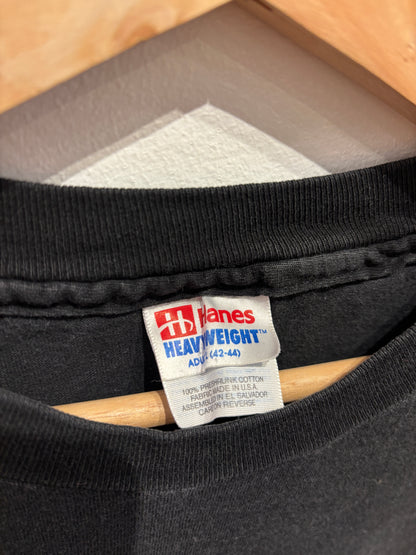 Hanes
HEAVYWEIGHT™
(42-44)
100% PRESHRUNK COTTON
FABRIC MADE IN U.S.A.
ASSEMBLED IN EL SALVADOR
CARE ON REVERSE